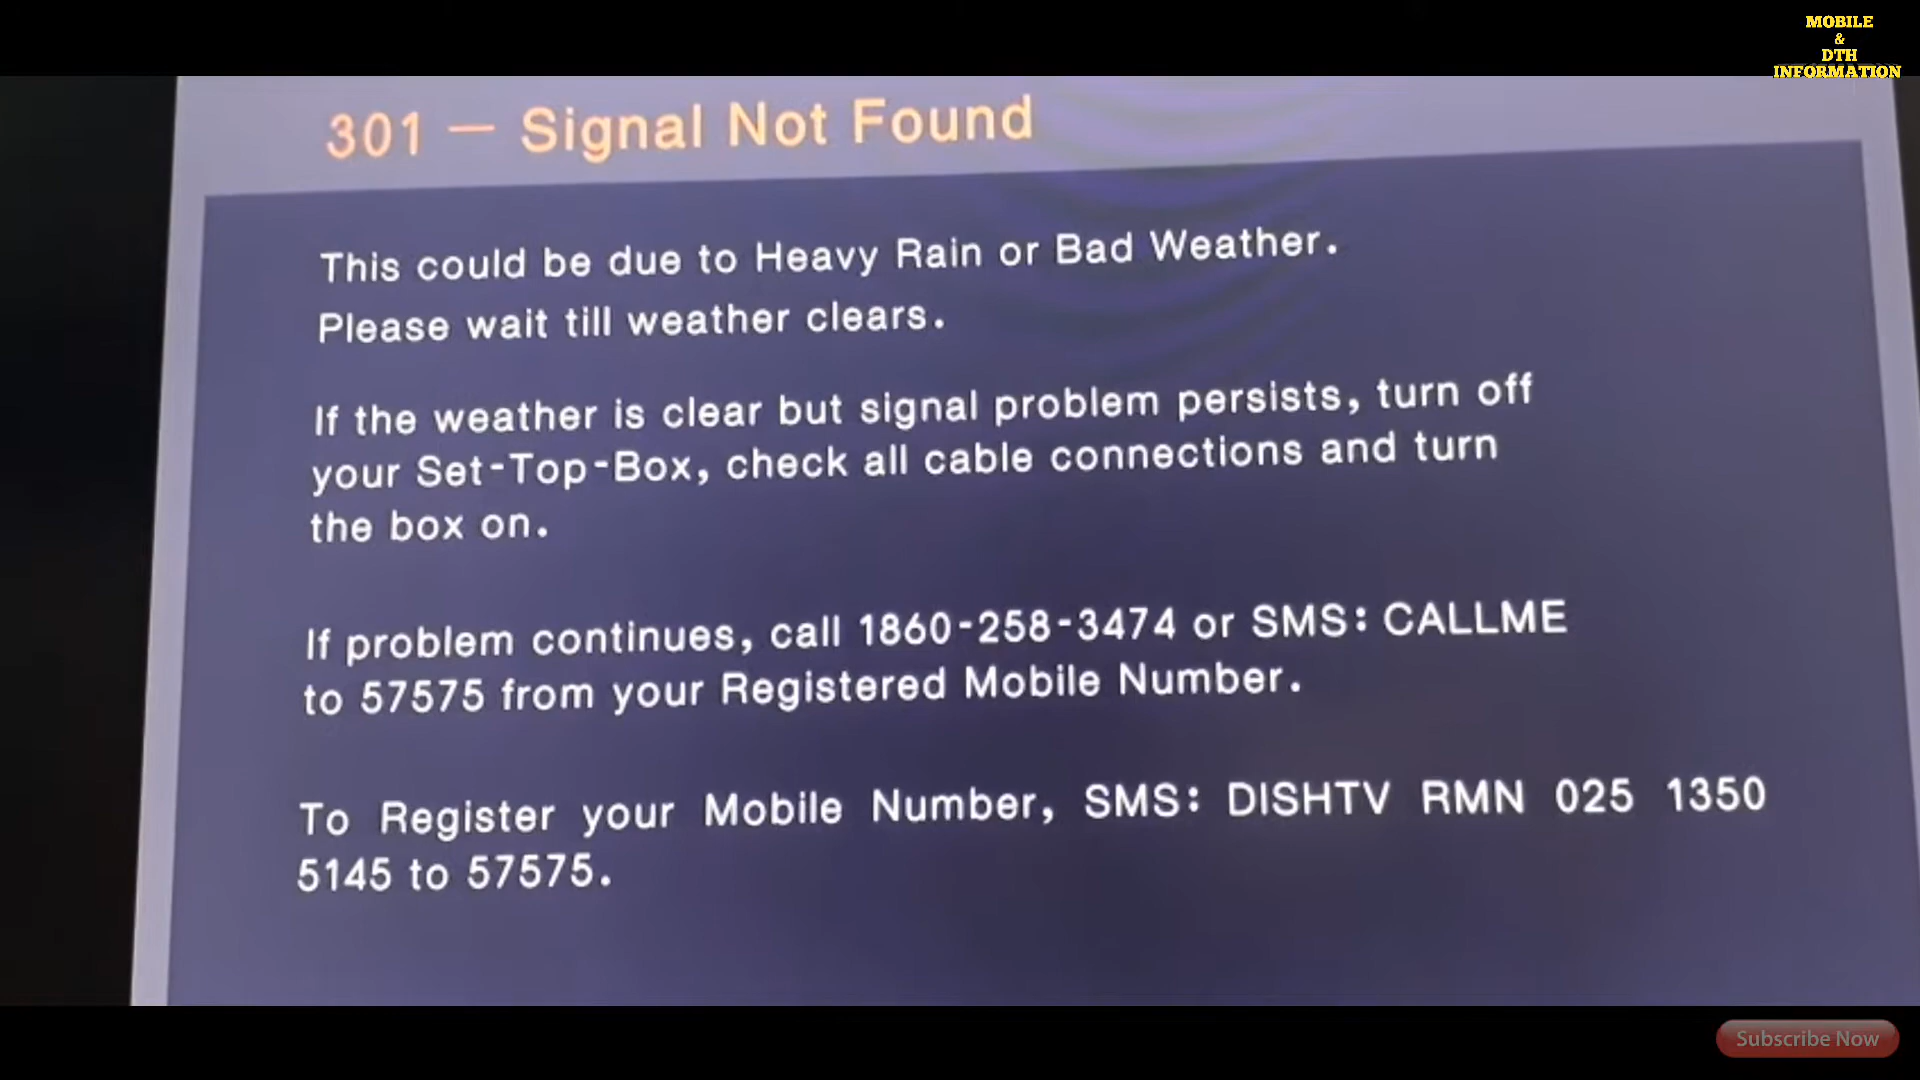 MOBILE
&
DTH
INFORMATION
301 — Signal Not Found
This could be due to Heavy Rain or Bad Weather.
Please wait till weather clears.
If the weather is clear but signal problem persists, turn off
your Set-Top-Box, check all cable connections and turn
the box on.
If problem continues, call 1860-258-3474 or SMS: CALLME
to 57575 from your Registered Mobile Number.
To Register your Mobile Number, SMS: DISHTV RMN 025 1350
5145 to 57575.
Subscribe Now